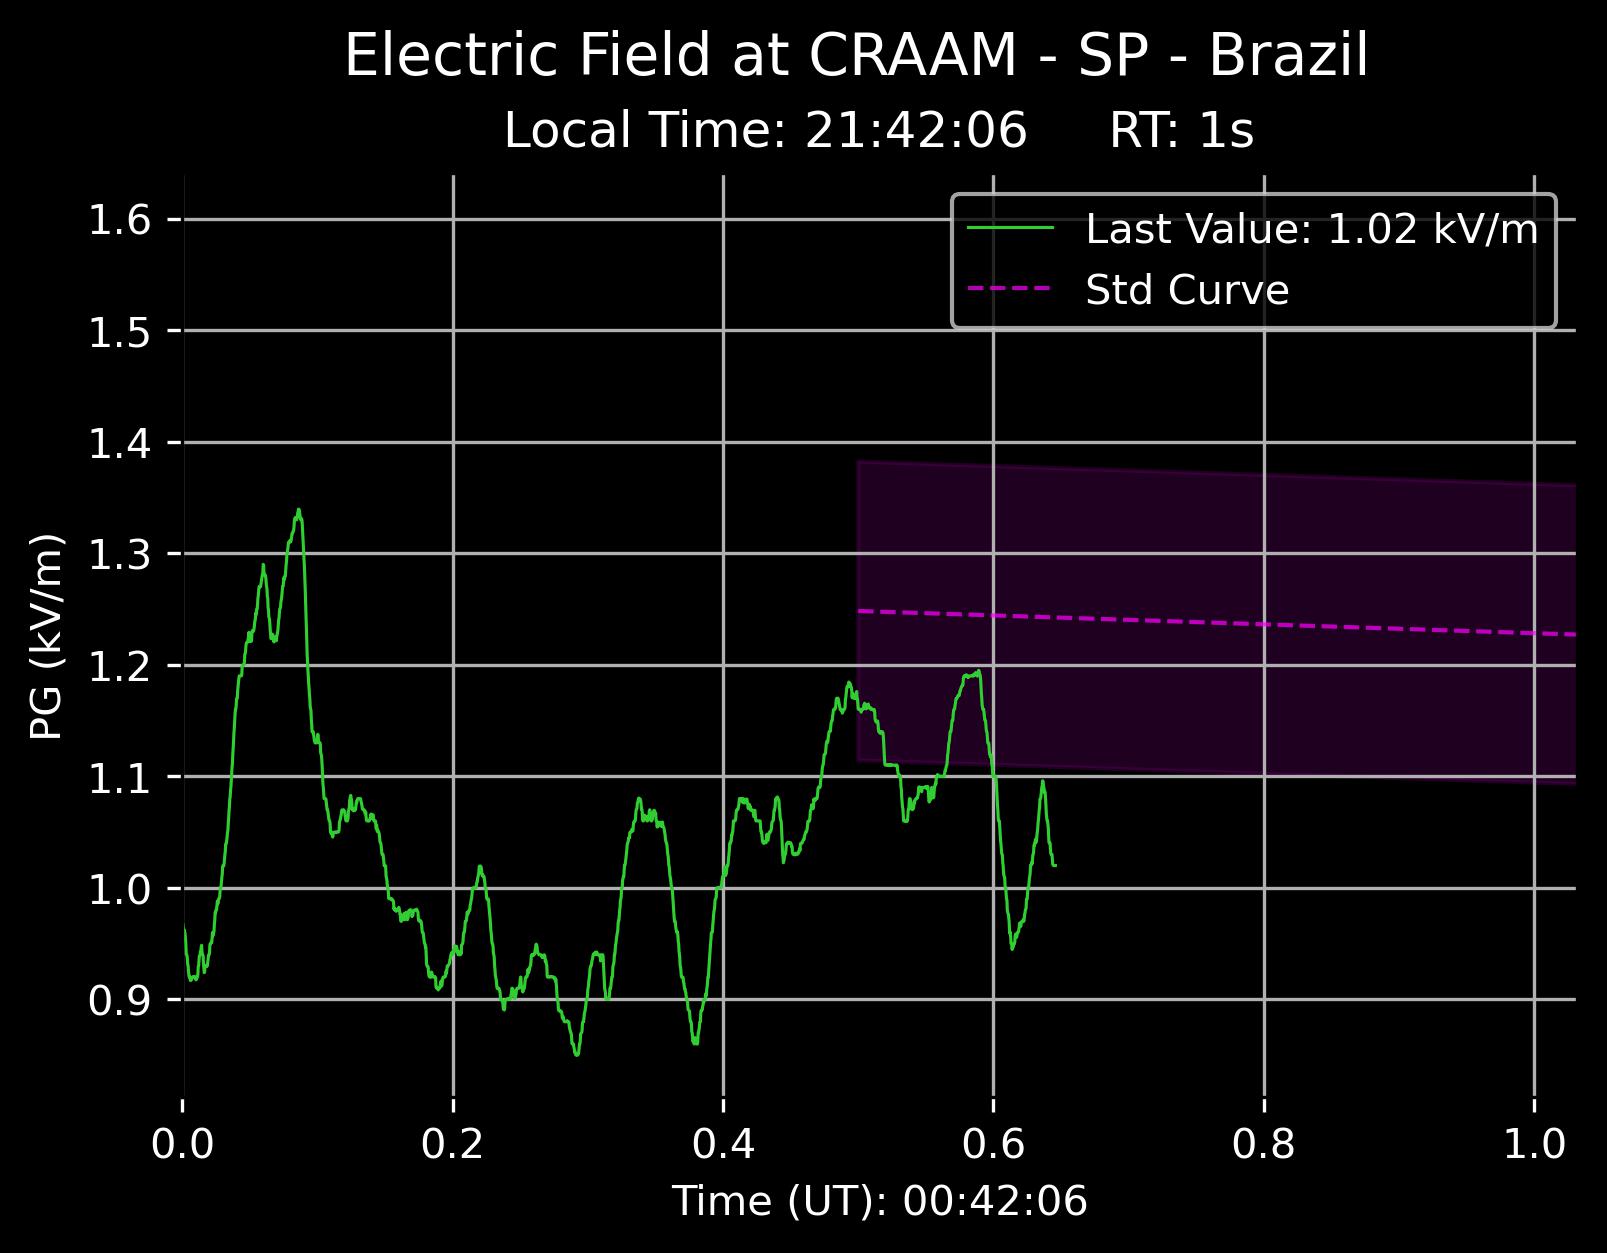 Electric Field at CRAAM - SP - Brazil
Local Time: 21:42:06 RT: 1s
Last Value: 1.02 kV/m
Std Curve
PG (kV/m)
1.6
1.5
1.4
1.3
1.2
1.1
1.0
0.9
0.0 0.2 0.4 0.6 0.8 1.0
Time (UT): 00:42:06